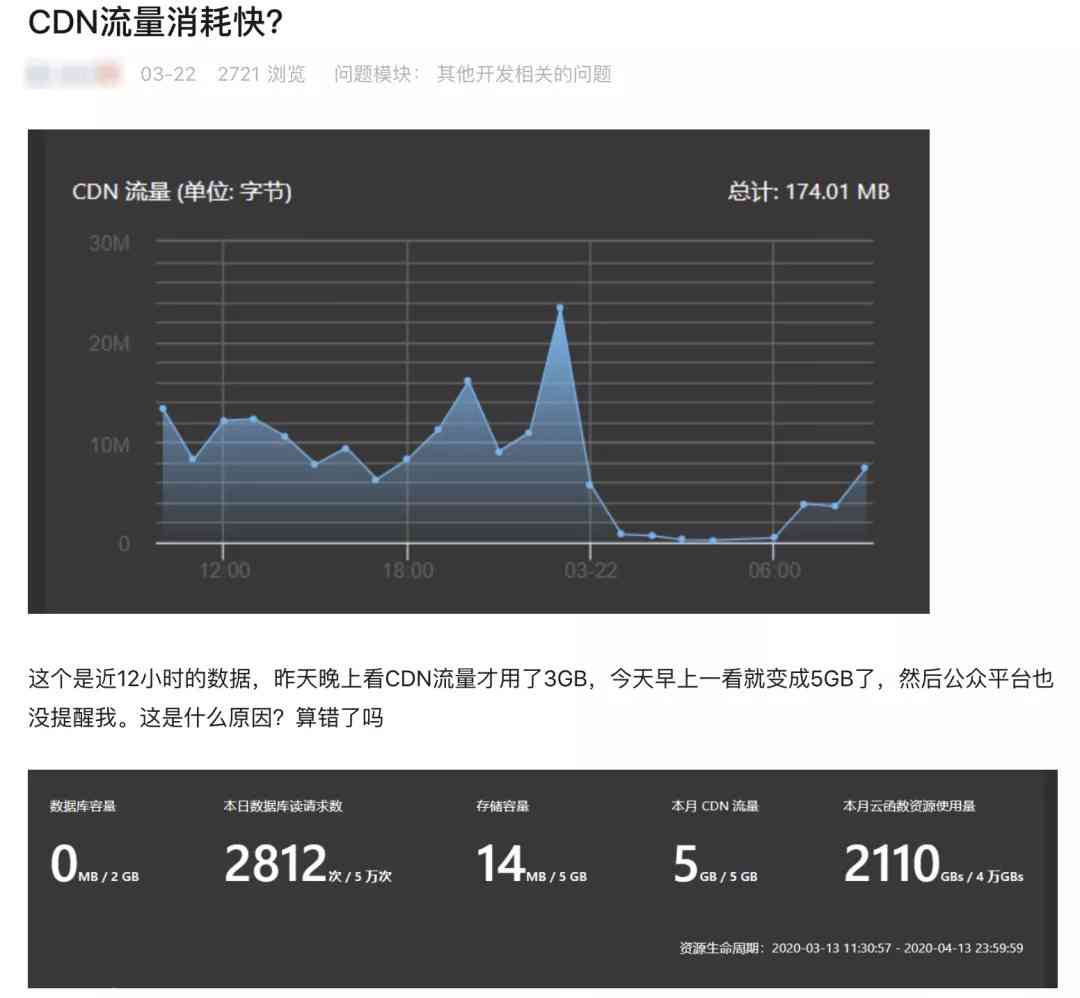 CDN流量消耗快?
03-22 2721 浏览 问题模块: 其他开发相关的问题
CDN 流量 (单位: 字节) 总计: 174.01 MB
30M
20M
10M
0
12:00 18:00 03-22 06:00
这个是近12小时的数据，昨天晚上看CDN流量才用了3GB，今天早上一看就变成5GB了，然后公众平台也
没提醒我。这是什么原因？算错了吗
数据库容量 本日数据库读请求数 存储容量 本月 CDN 流量 本月云函数资源使用量
0MB / 2 GB 2812次 / 5 万次 14MB / 5 GB 5GB / 5 GB 2110GBs / 4 万GBs
资源生命周期：2020-03-13 11:30:57 - 2020-04-13 23:59:59